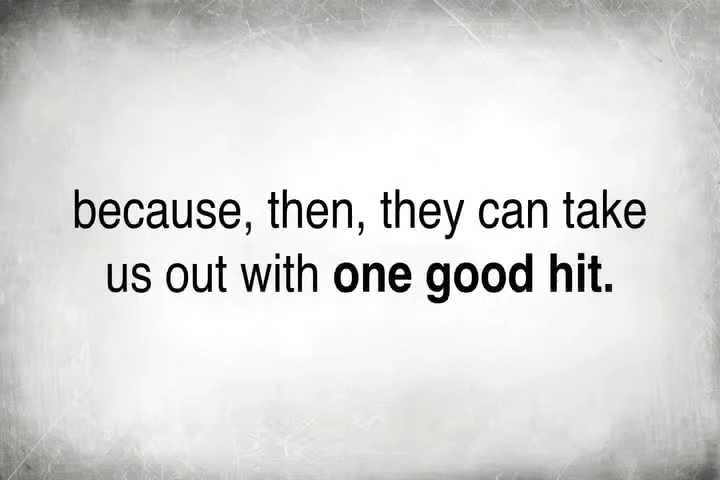 because, then, they can take
us out with one good hit.